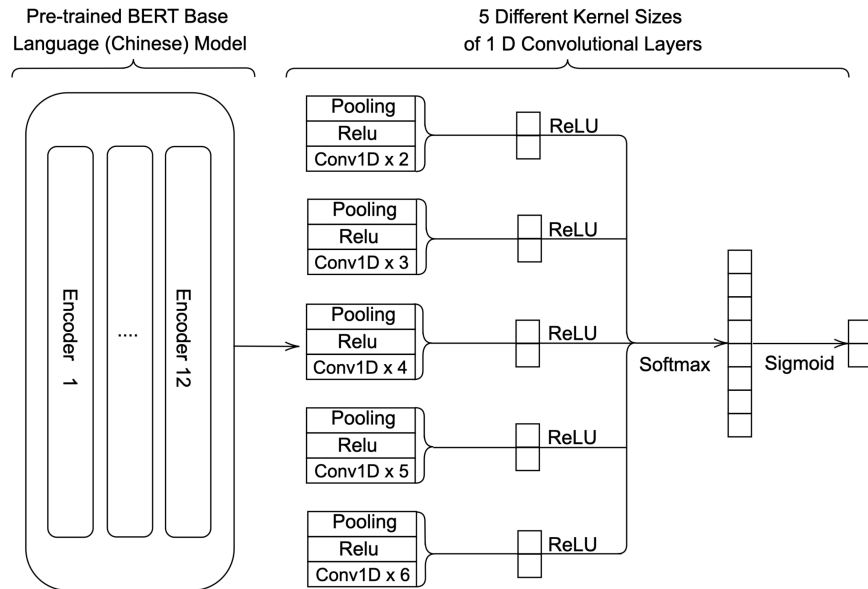 Pre-trained BERT Base
Language (Chinese) Model
5 Different Kernel Sizes
of 1 D Convolutional Layers
Encoder 1
....
Encoder 12
Pooling
Relu
Conv1D x 2
ReLU
Pooling
Relu
Conv1D x 3
ReLU
Pooling
Relu
Conv1D x 4
ReLU
Softmax
Sigmoid
Pooling
Relu
Conv1D x 5
ReLU
Pooling
Relu
Conv1D x 6
ReLU